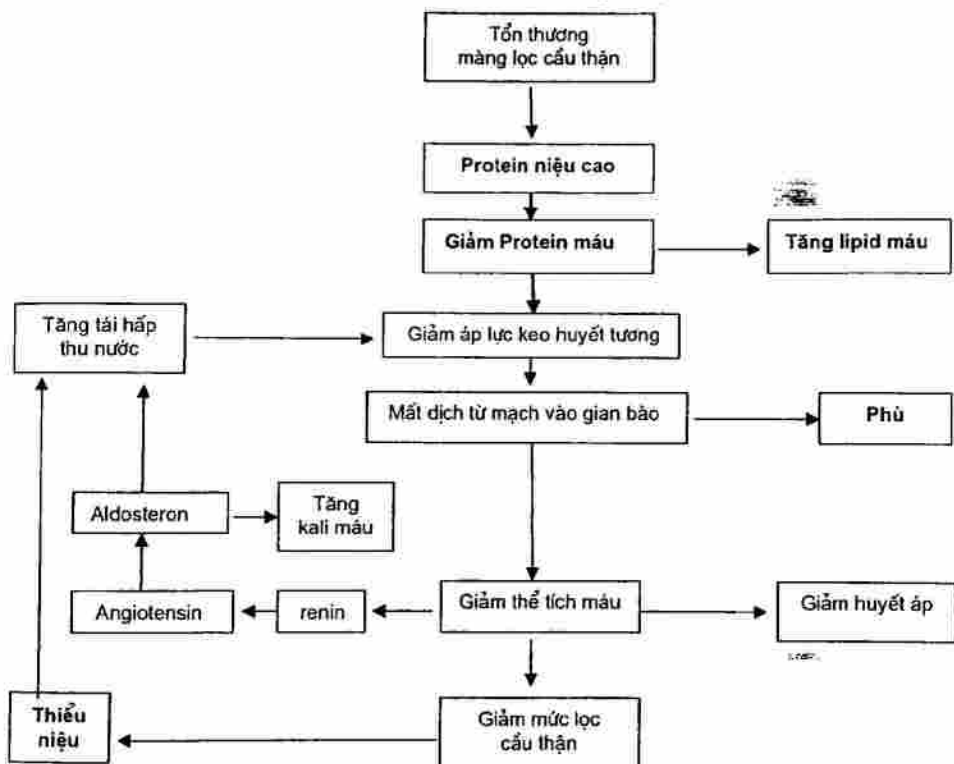 Tổn thương
màng lọc cầu thận
Protein niệu cao
Giảm Protein máu
Tăng lipid máu
Tăng tái hấp
thu nước
Giảm áp lực keo huyết tương
Mất dịch từ mạch vào gian bào
Phù
Aldosteron
Tăng
kali máu
Angiotensin
renin
Giảm thể tích máu
Giảm huyết áp
Thiểu
niệu
Giảm mức lọc
cầu thận